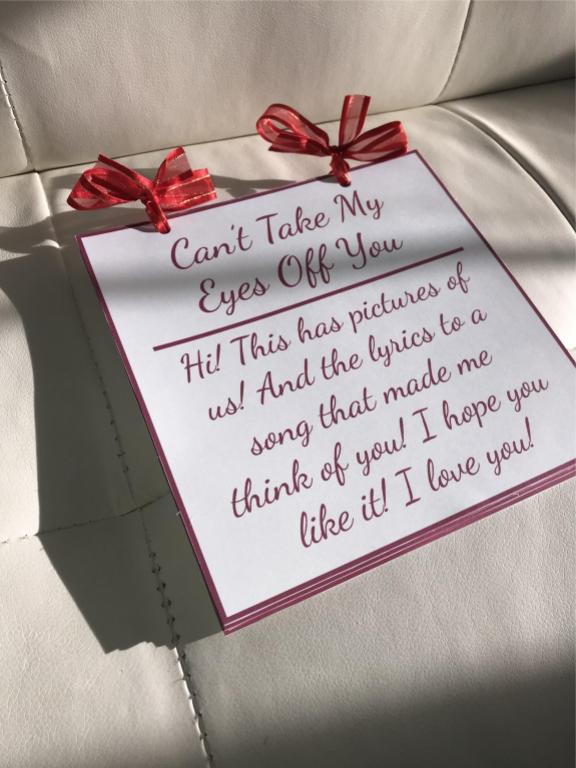 Can't Take My
Eyes Off You
Hi! This has pictures of
us! And the lyrics to a
song that made me
think of you! I hope you
like it! I love you!